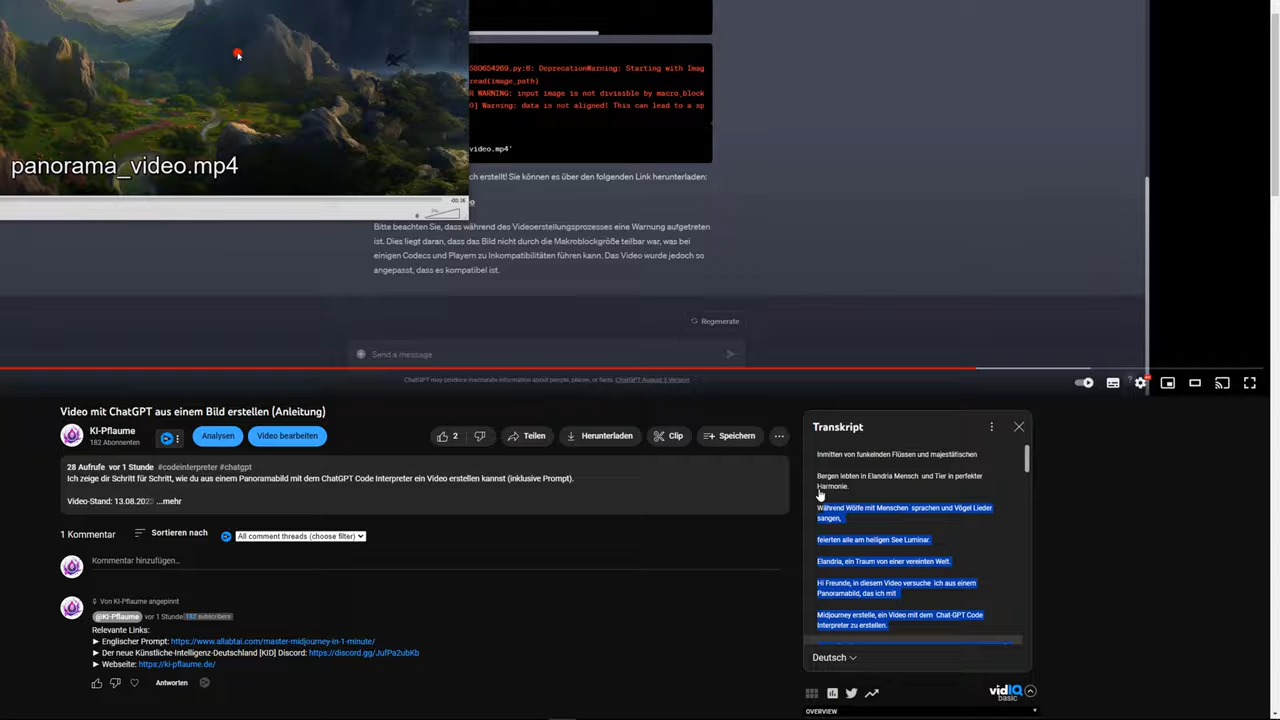 580654269.py:6: DeprecationWarning: Starting with Imag
read(image_path)
R WARNING: input image is not divisible by macro_block
O] Warning: data is not aligned! This can lead to a sp
video.mp4'
panorama_video.mp4
ch erstellt! Sie können es über den folgenden Link herunterladen:
-00:16
Bitte beachten Sie, dass während des Videoerstellungsprozesses eine Warnung aufgetreten
ist. Dies liegt daran, dass das Bild nicht durch die Makroblockgröße teilbar war, was bei
einigen Codecs und Playern zu Inkompatibilitäten führen kann. Das Video wurde jedoch so
angepasst, dass es kompatibel ist.
Regenerate
Send a message
ChatGPT may produce inaccurate information about people, places, or facts. ChatGPT August 3 Version
Video mit ChatGPT aus einem Bild erstellen (Anleitung)
KI-Pflaume
182 Abonnenten
Analysen
Video bearbeiten
2
Teilen
Herunterladen
Clip
Speichern
28 Aufrufe vor 1 Stunde #codeinterpreter #chatgpt
Ich zeige dir Schritt für Schritt, wie du aus einem Panoramabild mit dem ChatGPT Code Interpreter ein Video erstellen kannst (inklusive Prompt).
Video-Stand: 13.08.2023 ...mehr
1 Kommentar
Sortieren nach
All comment threads (choose filter)
Kommentar hinzufügen...
Von KI-Pflaume angepinnt
@KI-Pflaume vor 1 Stunde 182 subscribers
Relevante Links:
► Englischer Prompt: https://www.allabtai.com/master-midjourney-in-1-minute/
► Der neue Künstliche-Intelligenz-Deutschland [KID] Discord: https://discord.gg/JufPa2ubKb
► Webseite: https://ki-pflaume.de/
Antworten
Transkript
Inmitten von funkelnden Flüssen und majestätischen
Bergen lebten in Elandria Mensch und Tier in perfekter
Harmonie.
Während Wölfe mit Menschen sprachen und Vögel Lieder
sangen,
feierten alle am heiligen See Luminar.
Elandria, ein Traum von einer vereinten Welt.
Hi Freunde, in diesem Video versuche ich aus einem
Panoramabild, das ich mit
Midjourney erstelle, ein Video mit dem Chat-GPT Code
Interpreter zu erstellen.
Deutsch
vidIQ
basic
OVERVIEW